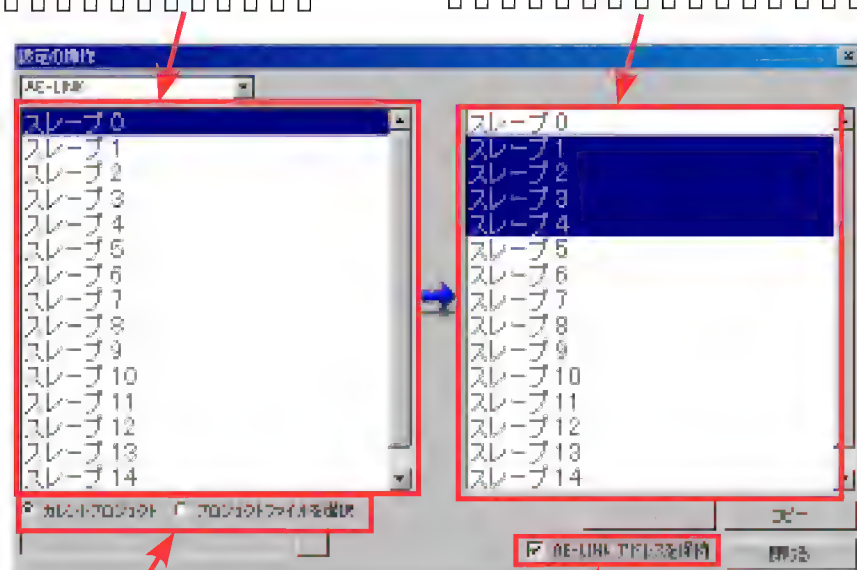 設定の操作
AE-LINK
スレーブ 0
スレーブ 1
スレーブ 2
スレーブ 3
スレーブ 4
スレーブ 5
スレーブ 6
スレーブ 7
スレーブ 8
スレーブ 9
スレーブ 10
スレーブ 11
スレーブ 12
スレーブ 13
スレーブ 14
スレーブ 0
スレーブ 1
スレーブ 2
スレーブ 3
スレーブ 4
スレーブ 5
スレーブ 6
スレーブ 7
スレーブ 8
スレーブ 9
スレーブ 10
スレーブ 11
スレーブ 12
スレーブ 13
スレーブ 14
カレントプロジェクト プロジェクトファイルを選択
コピー
AE-LINK アドレスを保持
閉じる